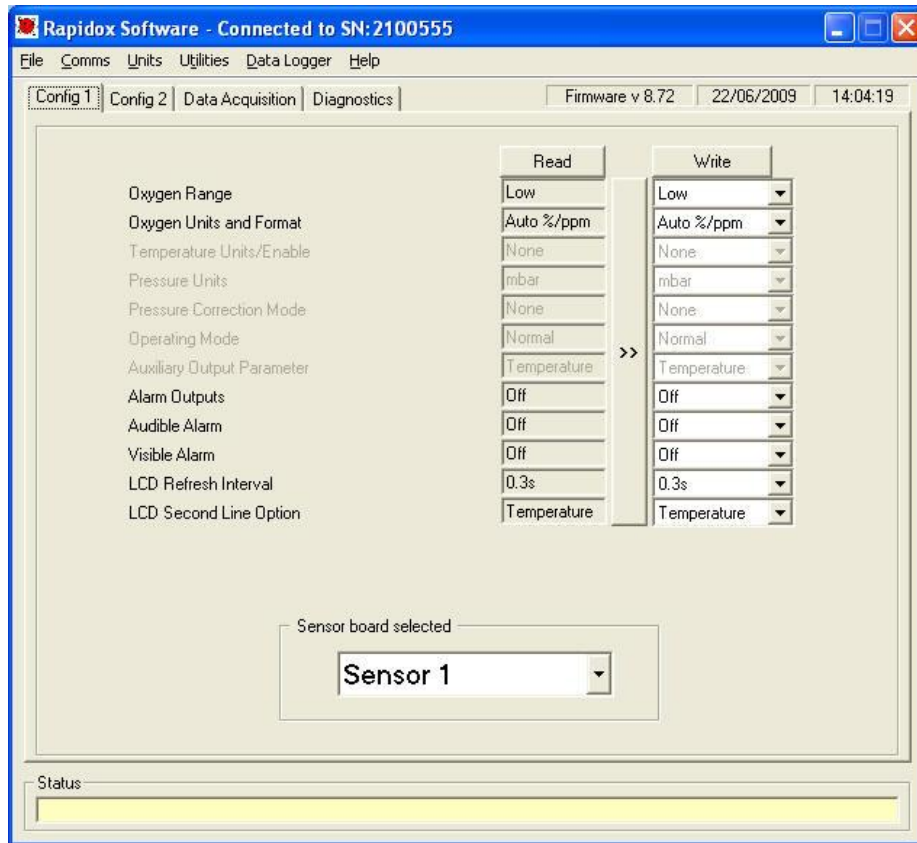 Rapidox Software - Connected to SN:2100555
File Comms Units Utilities Data Logger Help
Config 1 Config 2 Data Acquisition Diagnostics Firmware v 8.72 22/06/2009 14:04:19
Read Write
Oxygen Range Low Low
Oxygen Units and Format Auto %/ppm Auto %/ppm
Temperature Units/Enable None None
Pressure Units mbar mbar
Pressure Correction Mode None None
Operating Mode Normal >> Normal
Auxiliary Output Parameter Temperature Temperature
Alarm Outputs Off Off
Audible Alarm Off Off
Visible Alarm Off Off
LCD Refresh Interval 0.3s 0.3s
LCD Second Line Option Temperature Temperature
Sensor board selected
Sensor 1
Status